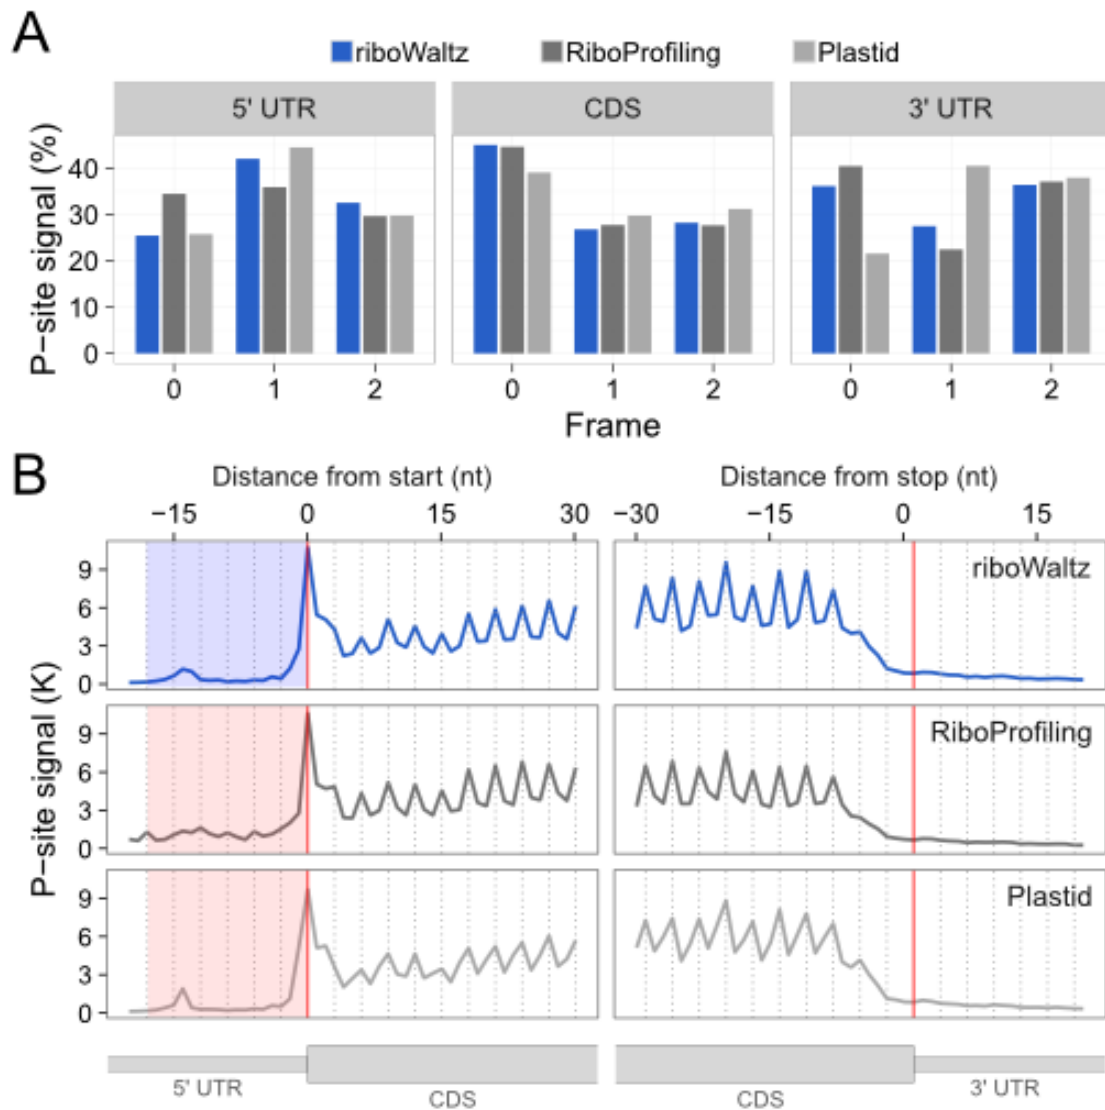 A
riboWaltz RiboProfiling Plastid
5' UTR CDS 3' UTR
P−site signal (%)
40
30
20
10
0
0 1 2 0 1 2 0 1 2
Frame
B
Distance from start (nt) Distance from stop (nt)
−15 0 15 30 −30 −15 0 15
P−site signal (K)
9
6
3
0
riboWaltz
9
6
3
0
RiboProfiling
9
6
3
0
Plastid
5' UTR CDS CDS 3' UTR